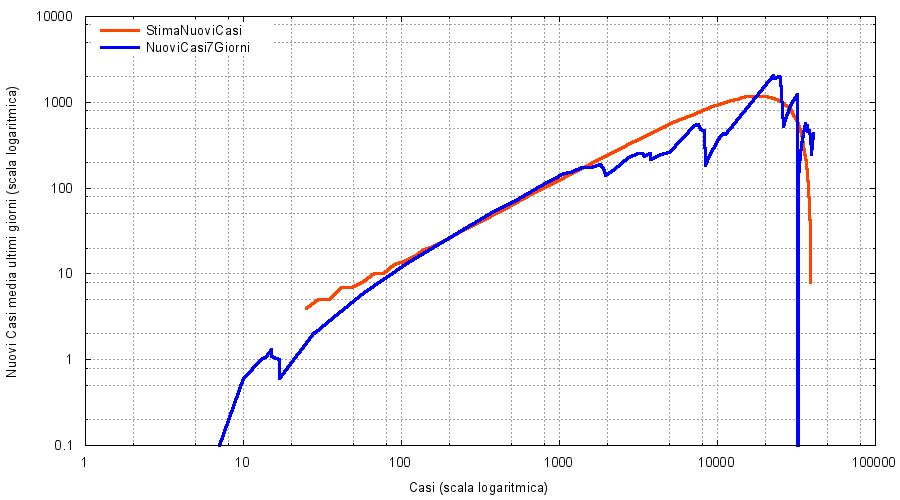 10000
StimaNuoviCasi
NuoviCasi7Giorni
1000
100
10
1
0.1
Nuovi Casi media ultimi giorni (scala logaritmica)
1 10 100 1000 10000 100000
Casi (scala logaritmica)